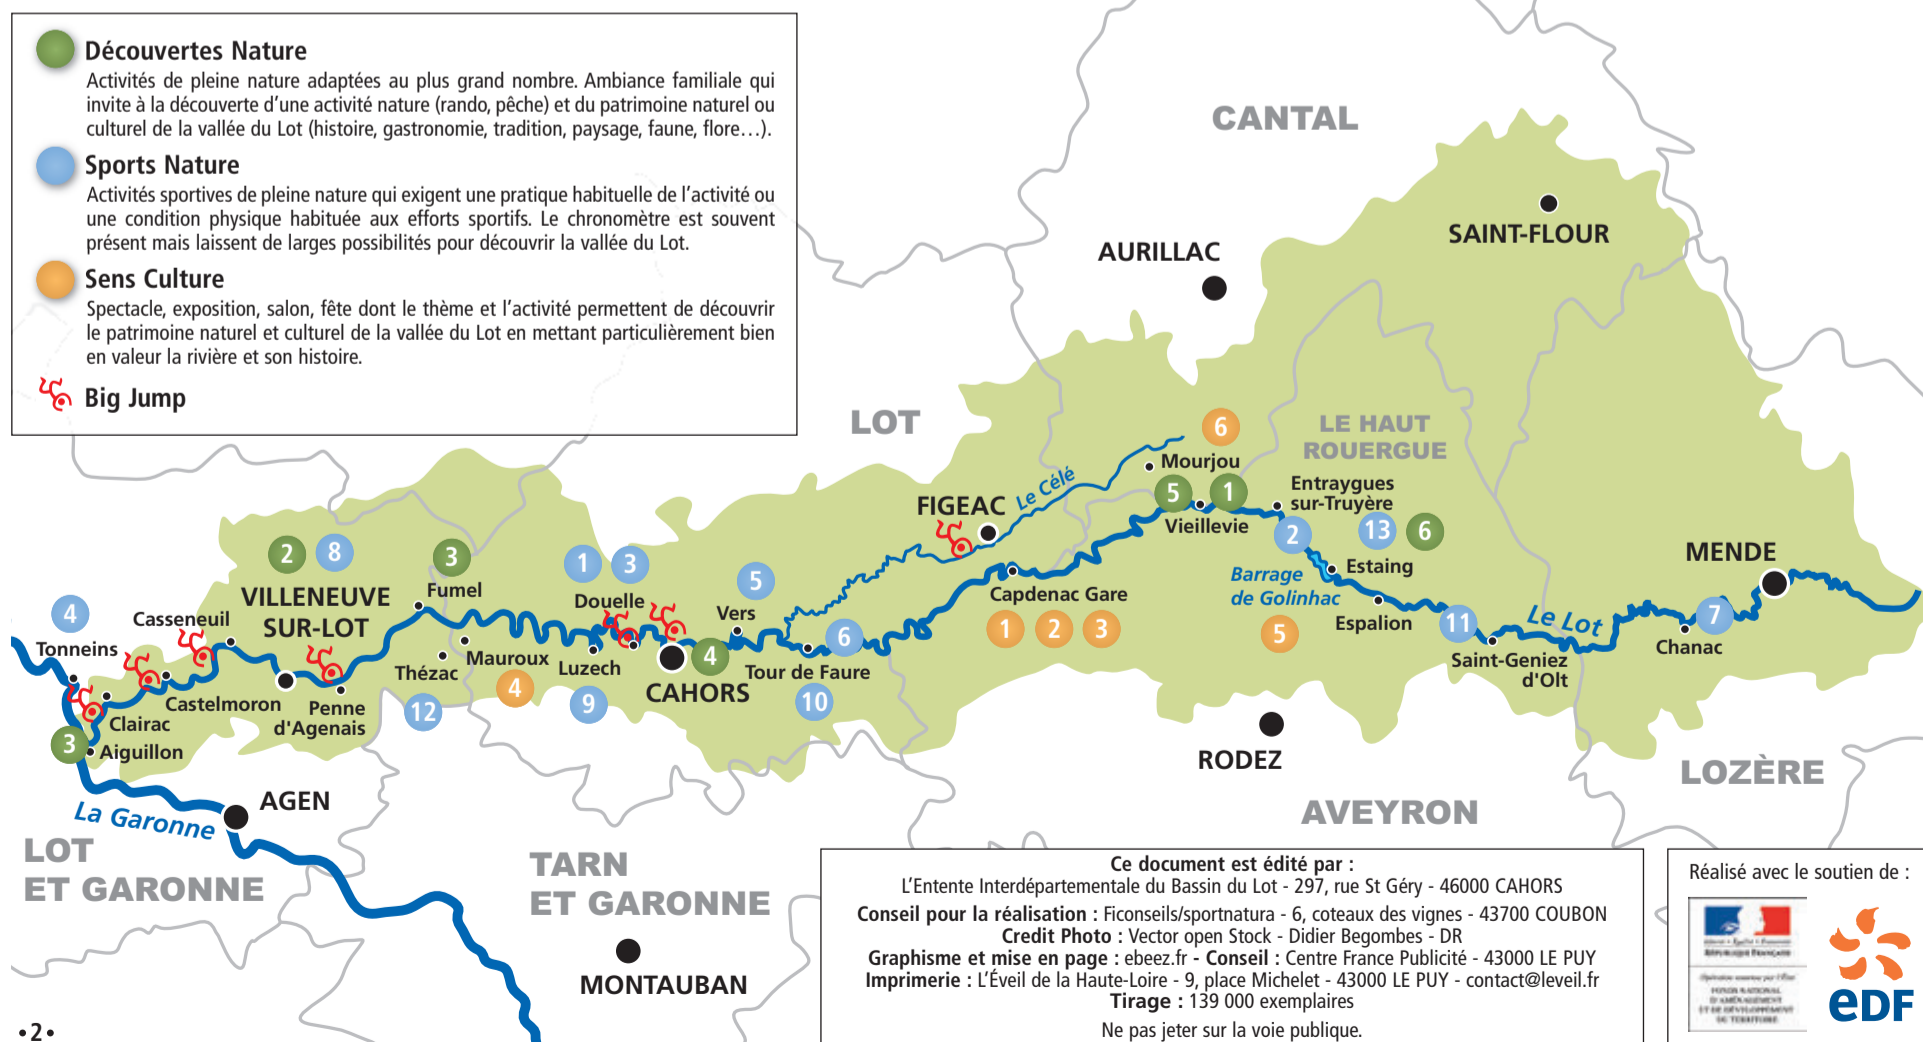 Découvertes Nature
Activités de pleine nature adaptées au plus grand nombre. Ambiance familiale qui
invite à la découverte d'une activité nature (rando, pêche) et du patrimoine naturel ou
culturel de la vallée du Lot (histoire, gastronomie, tradition, paysage, faune, flore…).
Sports Nature
Activités sportives de pleine nature qui exigent une pratique habituelle de l'activité ou
une condition physique habituée aux efforts sportifs. Le chronomètre est souvent
présent mais laissent de larges possibilités pour découvrir la vallée du Lot.
Sens Culture
Spectacle, exposition, salon, fête dont le thème et l'activité permettent de découvrir
le patrimoine naturel et culturel de la vallée du Lot en mettant particulièrement bien
en valeur la rivière et son histoire.
Big Jump
CANTAL
SAINT-FLOUR
AURILLAC
LOT
LE HAUT
ROUERGUE
6
Mourjou
Le Célé
5
1
Vieillevie
Entraygues
sur-Truyère
2
13
6
Estaing
FIGEAC
Barrage
de Golinhac
Espalion
5
Capdenac Gare
1
2
3
11
Saint-Geniez
d'Olt
Le Lot
7
Chanac
MENDE
2
8
VILLENEUVE
SUR-LOT
3
Fumel
1
3
Douelle
5
Vers
6
4
Tonneins
Casseneuil
Castelmoron
Clairac
3
Aiguillon
Penne
d'Agenais
Thézac
12
Mauroux
4
Luzech
9
CAHORS
4
Tour de Faure
10
RODEZ
LOZÈRE
AVEYRON
La Garonne
AGEN
LOT
ET GARONNE
TARN
ET GARONNE
MONTAUBAN
Ce document est édité par :
L'Entente Interdépartementale du Bassin du Lot - 297, rue St Géry - 46000 CAHORS
Conseil pour la réalisation : Ficonseils/sportnatura - 6, coteaux des vignes - 43700 COUBON
Credit Photo : Vector open Stock - Didier Begombes - DR
Graphisme et mise en page : ebeez.fr - Conseil : Centre France Publicité - 43000 LE PUY
Imprimerie : L'Éveil de la Haute-Loire - 9, place Michelet - 43000 LE PUY - contact@leveil.fr
Tirage : 139 000 exemplaires
Ne pas jeter sur la voie publique.
Réalisé avec le soutien de :
RÉPUBLIQUE FRANÇAISE
FONDS NATIONAL
D'AMÉNAGEMENT
ET DE DÉVELOPPEMENT
DU TERRITOIRE
eDF
•2•